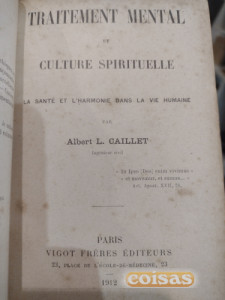 TRAITEMENT MENTAL
ET
CULTURE SPIRITUELLE
LA SANTÉ ET L'HARMONIE DANS LA VIE HUMAINE
PAR
Albert L. CAILLET
PARIS
VIGOT FRÈRES ÉDITEURS
23, PLACE DE L'ÉCOLE-DE-MÉDECINE, 23
1912
coisas